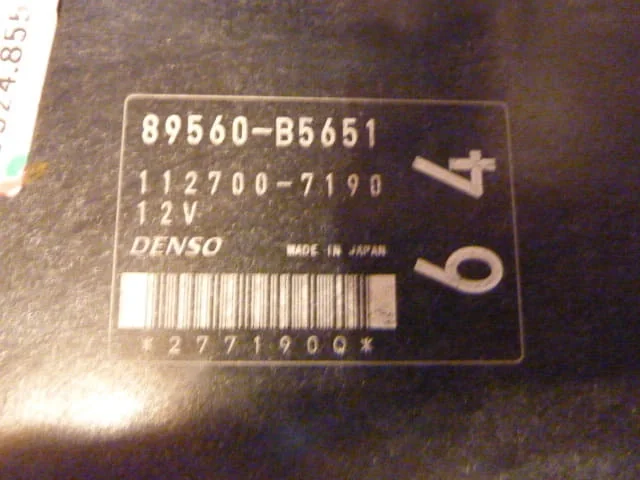 89560-B5651
112700-7190
12V
DENSO MADE IN JAPAN
*277190Q*
64